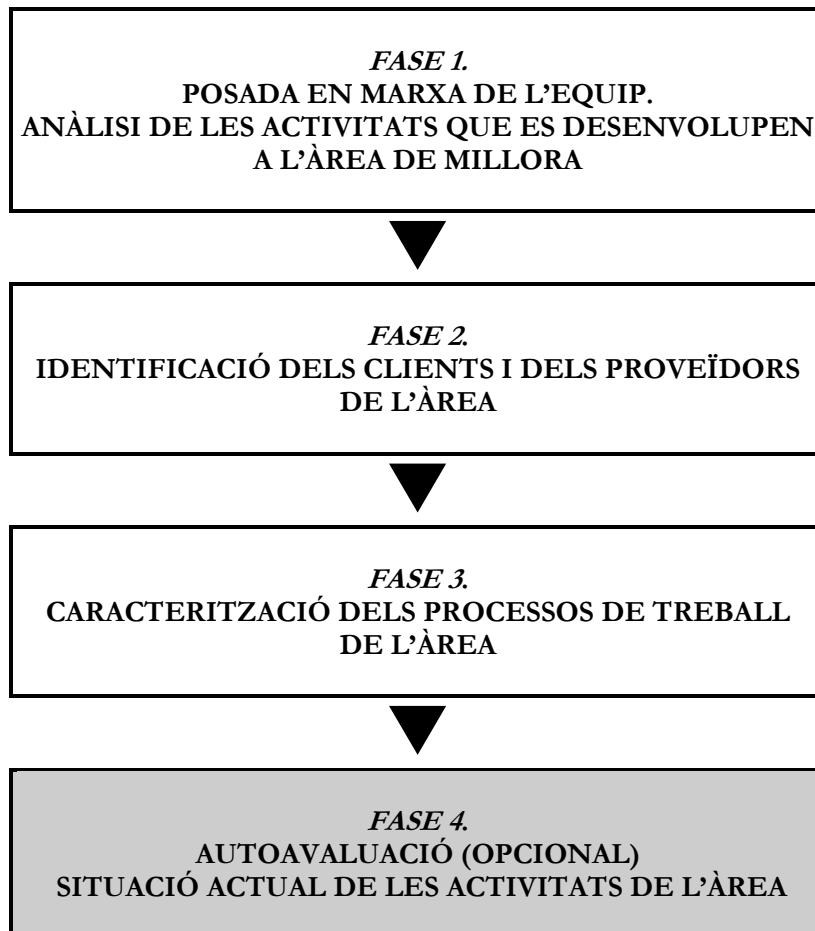 FASE 1.
POSADA EN MARXA DE L’EQUIP.
ANÀLISI DE LES ACTIVITATS QUE ES DESENVOLUPEN
A L’ÀREA DE MILLORA
FASE 2.
IDENTIFICACIÓ DELS CLIENTS I DELS PROVEÏDORS
DE L’ÀREA
FASE 3.
CARACTERITZACIÓ DELS PROCESSOS DE TREBALL
DE L’ÀREA
FASE 4.
AUTOAVALUACIÓ (OPCIONAL)
SITUACIÓ ACTUAL DE LES ACTIVITATS DE L’ÀREA